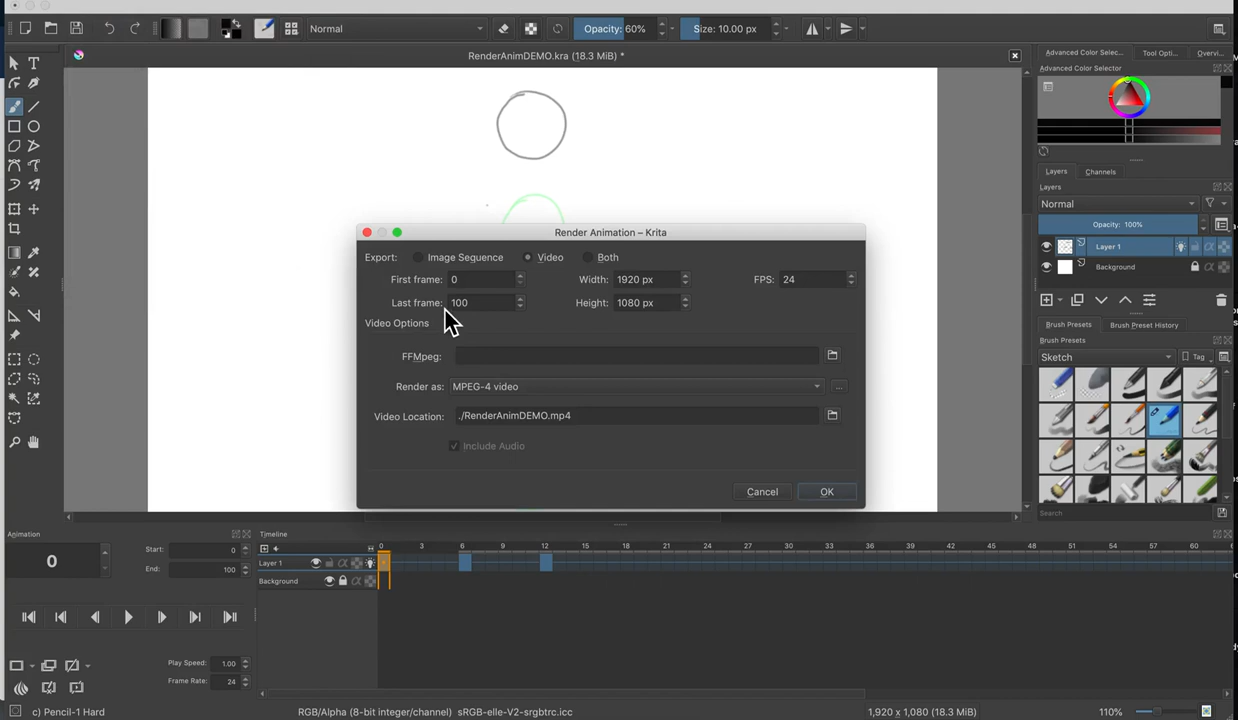 Normal
Opacity: 60%
Size: 10.00 px
RenderAnimDEMO.kra (18.3 MiB) *
Advanced Color Selec...
Tool Opti...
Overvi...
Advanced Color Selector
Render Animation – Krita
Export:
Image Sequence
Video
Both
First frame: 0
Width: 1920 px
FPS: 24
Last frame: 100
Height: 1080 px
Video Options
FFMpeg:
Render as: MPEG-4 video
...
Video Location: ./RenderAnimDEMO.mp4
Include Audio
Cancel
OK
Layers
Channels
Layers
Normal
Opacity: 100%
Layer 1
Background
Brush Presets
Brush Preset History
Brush Presets
Sketch
Tag
Search
Animation
0
Start: 0
End: 100
Play Speed: 1.00
Frame Rate: 24
Timeline
0 3 6 9 12 15 18 21 24 27 30 33 36 39 42 45 48 51 54 57 60
Layer 1
Background
c) Pencil-1 Hard
RGB/Alpha (8-bit integer/channel) sRGB-elle-V2-srgbtrc.icc
1,920 x 1,080 (18.3 MiB)
110%